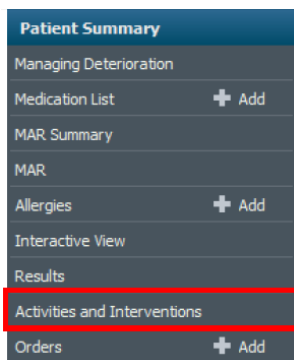 Patient Summary
Managing Deterioration
Medication List + Add
MAR Summary
MAR
Allergies + Add
Interactive View
Results
Activities and Interventions
Orders + Add